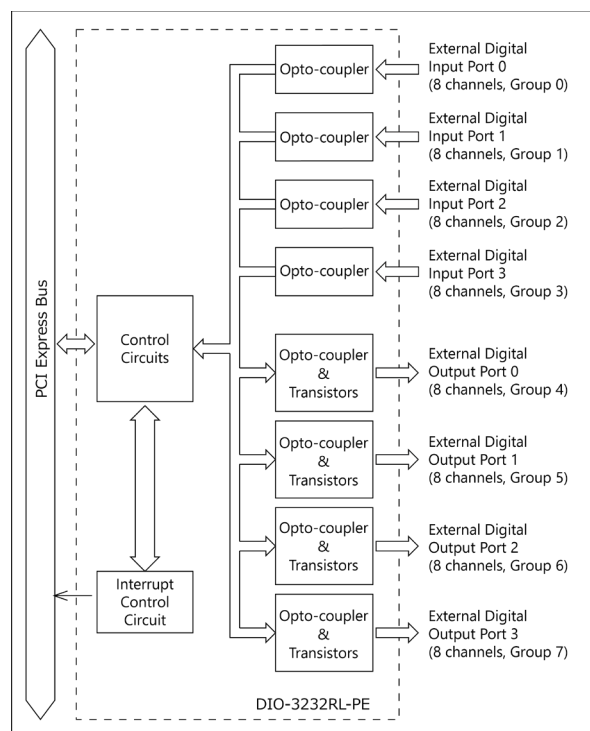 PCI Express Bus
Control
Circuits
Interrupt
Control
Circuit
Opto-coupler
External Digital
Input Port 0
(8 channels, Group 0)
Opto-coupler
External Digital
Input Port 1
(8 channels, Group 1)
Opto-coupler
External Digital
Input Port 2
(8 channels, Group 2)
Opto-coupler
External Digital
Input Port 3
(8 channels, Group 3)
Opto-coupler
&
Transistors
External Digital
Output Port 0
(8 channels, Group 4)
Opto-coupler
&
Transistors
External Digital
Output Port 1
(8 channels, Group 5)
Opto-coupler
&
Transistors
External Digital
Output Port 2
(8 channels, Group 6)
Opto-coupler
&
Transistors
External Digital
Output Port 3
(8 channels, Group 7)
DIO-3232RL-PE